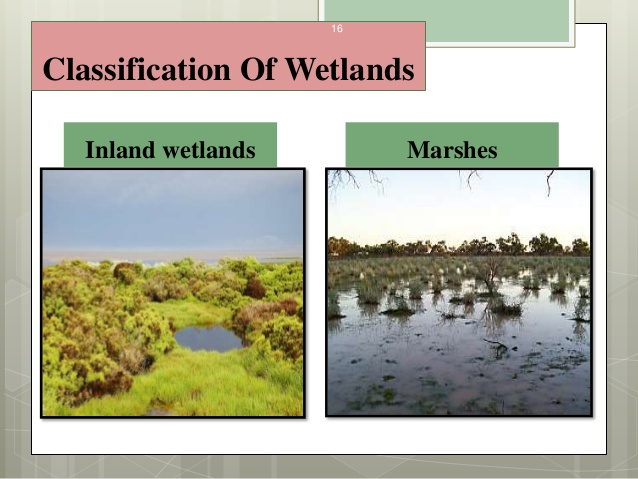 16
Classification Of Wetlands
Inland wetlands
Marshes